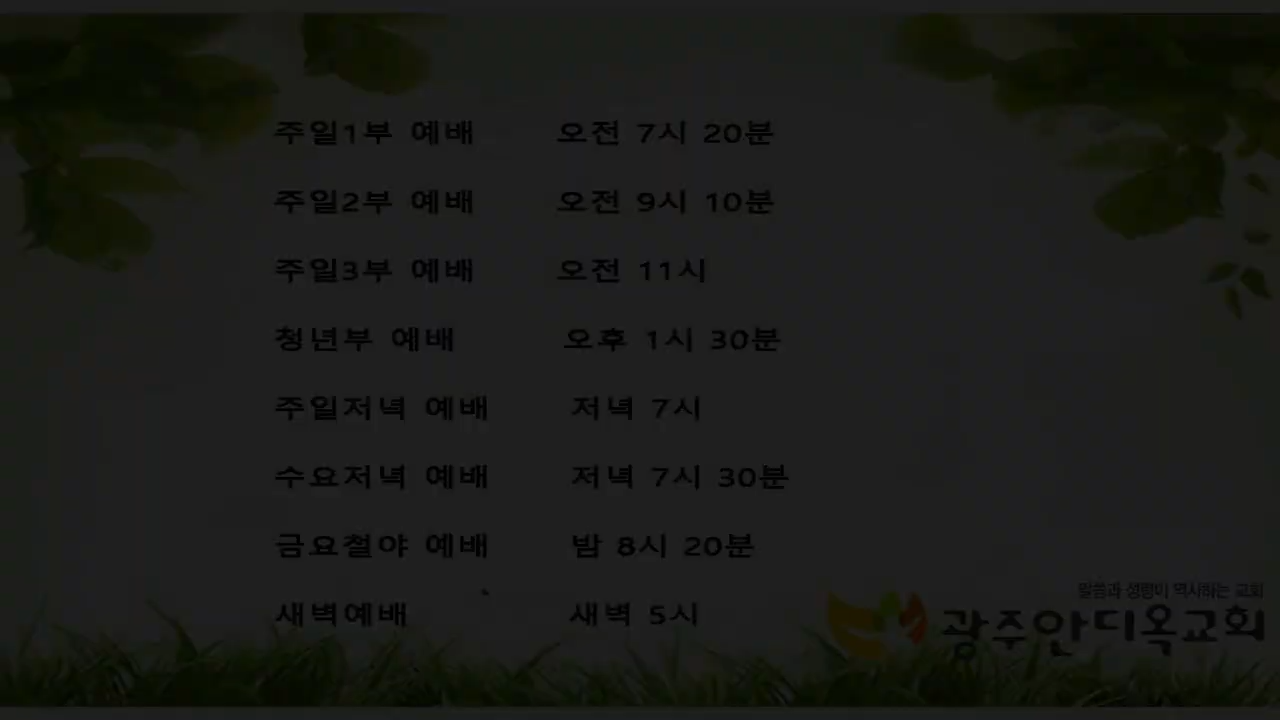 주일1부 예배 오전 7시 20분
주일2부 예배 오전 9시 10분
주일3부 예배 오전 11시
청년부 예배 오후 1시 30분
주일저녁 예배 저녁 7시
수요저녁 예배 저녁 7시 30분
금요철야 예배 밤 8시 20분
새벽예배 새벽 5시
말씀과 성령이 역사하는 교회
광주안디옥교회